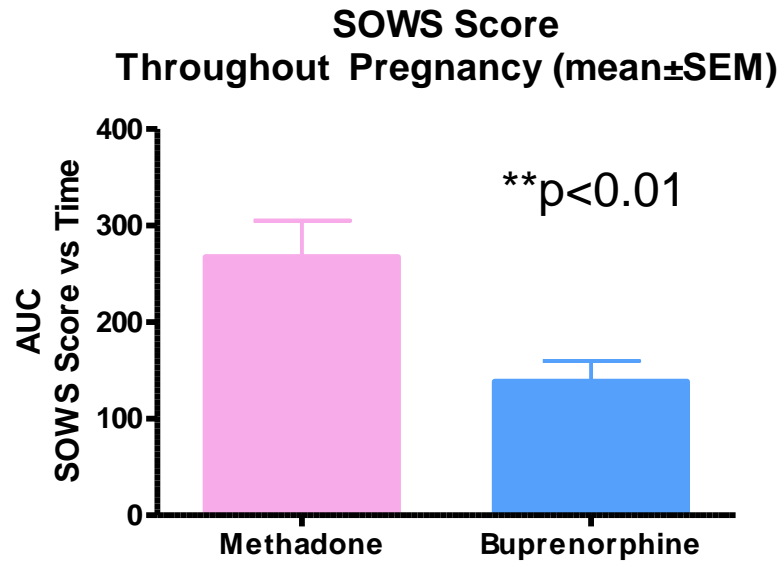 SOWS Score
Throughout Pregnancy (mean±SEM)
AUC
SOWS Score vs Time
400
300
200
100
0
**p<0.01
Methadone
Buprenorphine